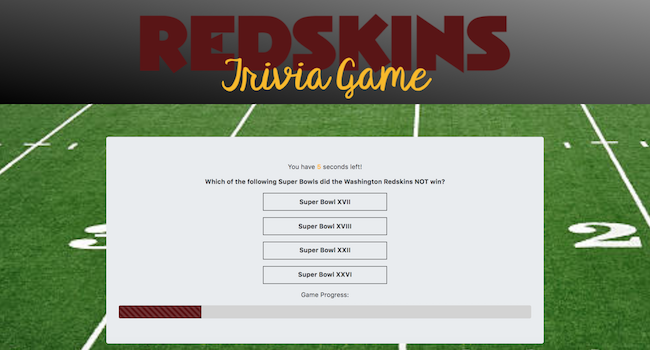 REDSKINS
Trivia Game
You have 5 seconds left!
Which of the following Super Bowls did the Washington Redskins NOT win?
Super Bowl XVII
Super Bowl XVIII
Super Bowl XXII
Super Bowl XXVI
Game Progress:
2